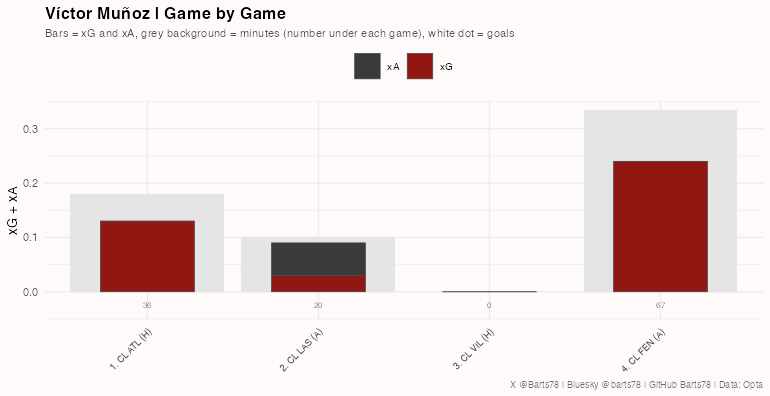 Víctor Muñoz | Game by Game
Bars = xG and xA, grey background = minutes (number under each game), white dot = goals
xA
xG
xG + xA
0.3
0.2
0.1
0.0
36
20
0
67
1. CL ATL (H)
2. CL LAS (A)
3. CL VIL (H)
4. CL FEN (A)
X @Barts78 | Bluesky @barts78 | GitHub Barts78 | Data: Opta